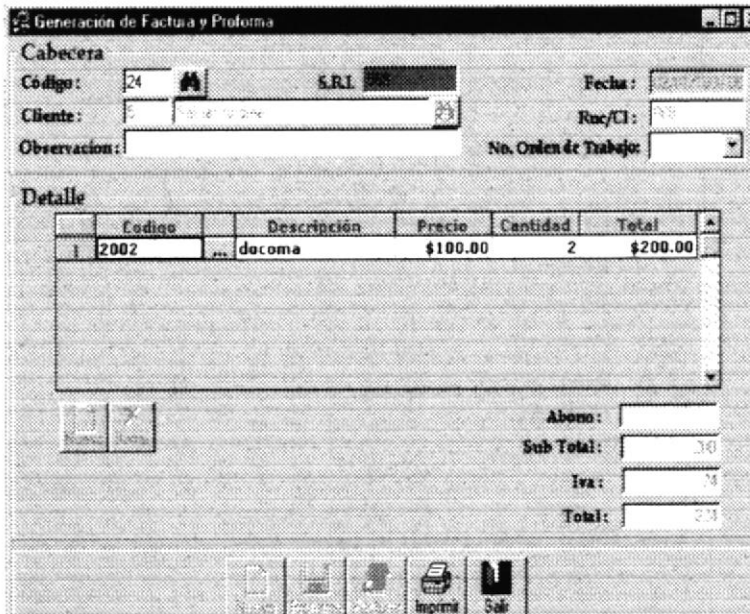 Generación de Factura y Proforma
Cabecera
Código: 24 S.R.I. Fecha:
Cliente: Ruc/CI:
Observacion: No. Orden de Trabajo:
Detalle
Codigo Descripción Precio Cantidad Total
1 2002 ... docoma $100.00 2 $200.00
Abono:
Sub Total:
Iva:
Total:
Imprimir Salir